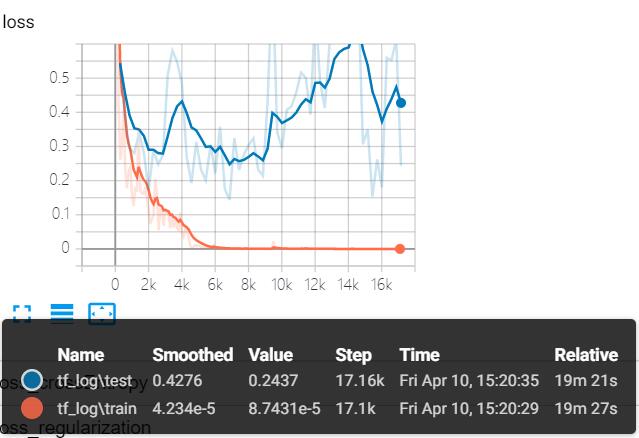 loss
0.5
0.4
0.3
0.2
0.1
0
0 2k 4k 6k 8k 10k 12k 14k 16k
Name Smoothed Value Step Time Relative
tf_log\test 0.4276 0.2437 17.16k Fri Apr 10, 15:20:35 19m 21s
tf_log\train 4.234e-5 8.7431e-5 17.1k Fri Apr 10, 15:20:29 19m 27s
oss_regularization